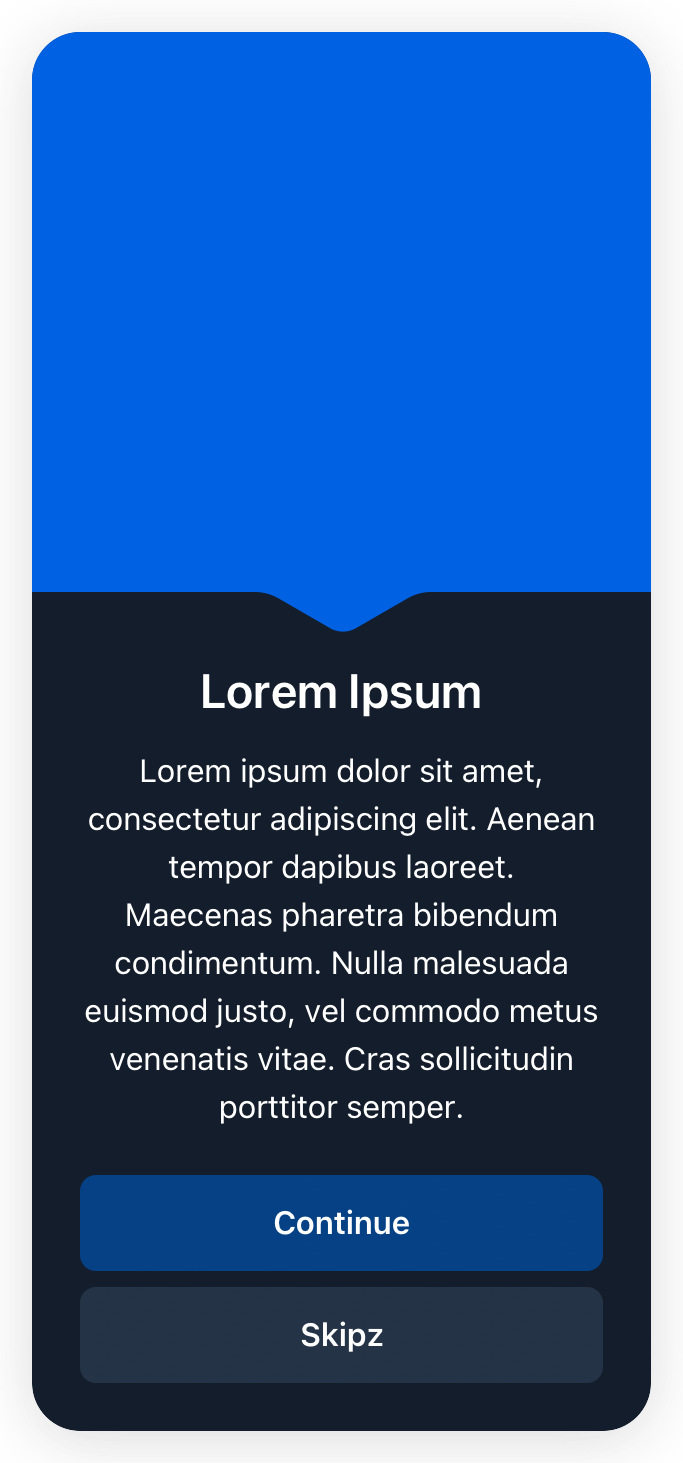 Lorem Ipsum
Lorem ipsum dolor sit amet,
consectetur adipiscing elit. Aenean
tempor dapibus laoreet.
Maecenas pharetra bibendum
condimentum. Nulla malesuada
euismod justo, vel commodo metus
venenatis vitae. Cras sollicitudin
porttitor semper.
Continue
Skipz